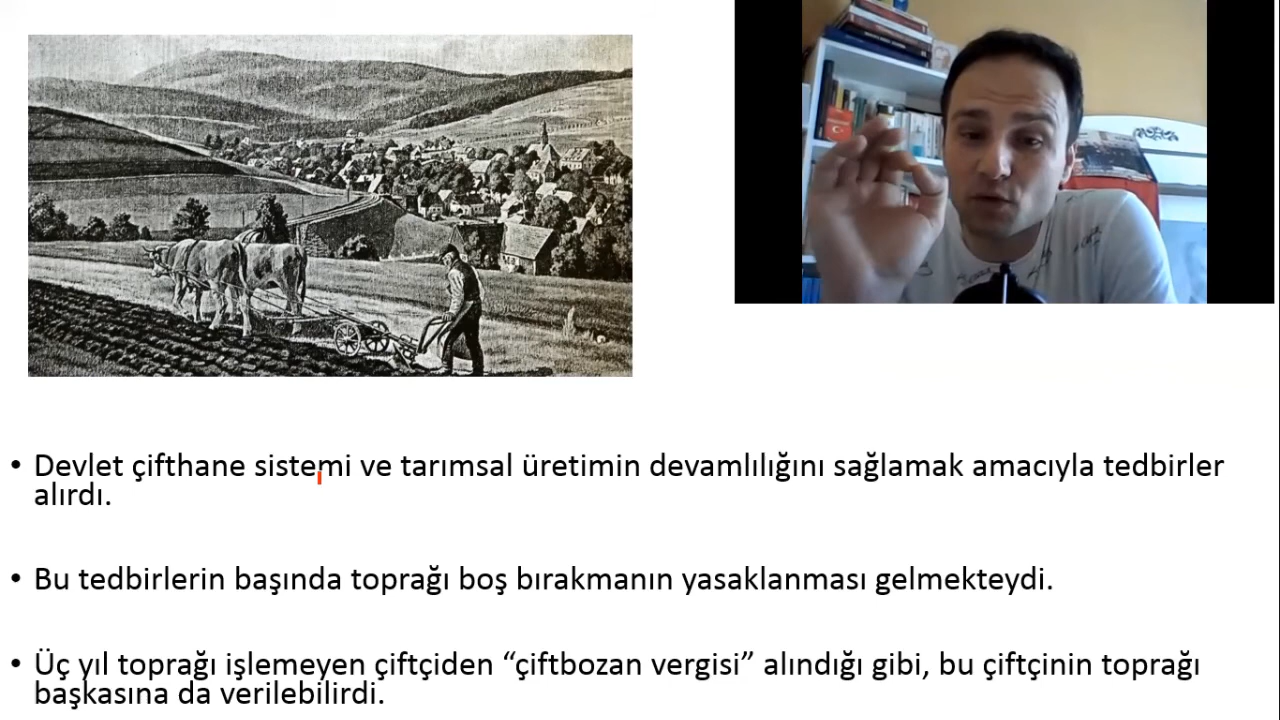 • Devlet çifthane sistemi ve tarımsal üretimin devamlılığını sağlamak amacıyla tedbirler
alırdı.
• Bu tedbirlerin başında toprağı boş bırakmanın yasaklanması gelmekteydi.
• Üç yıl toprağı işlemeyen çiftçiden “çiftbozan vergisi” alındığı gibi, bu çiftçinin toprağı
başkasına da verilebilirdi.